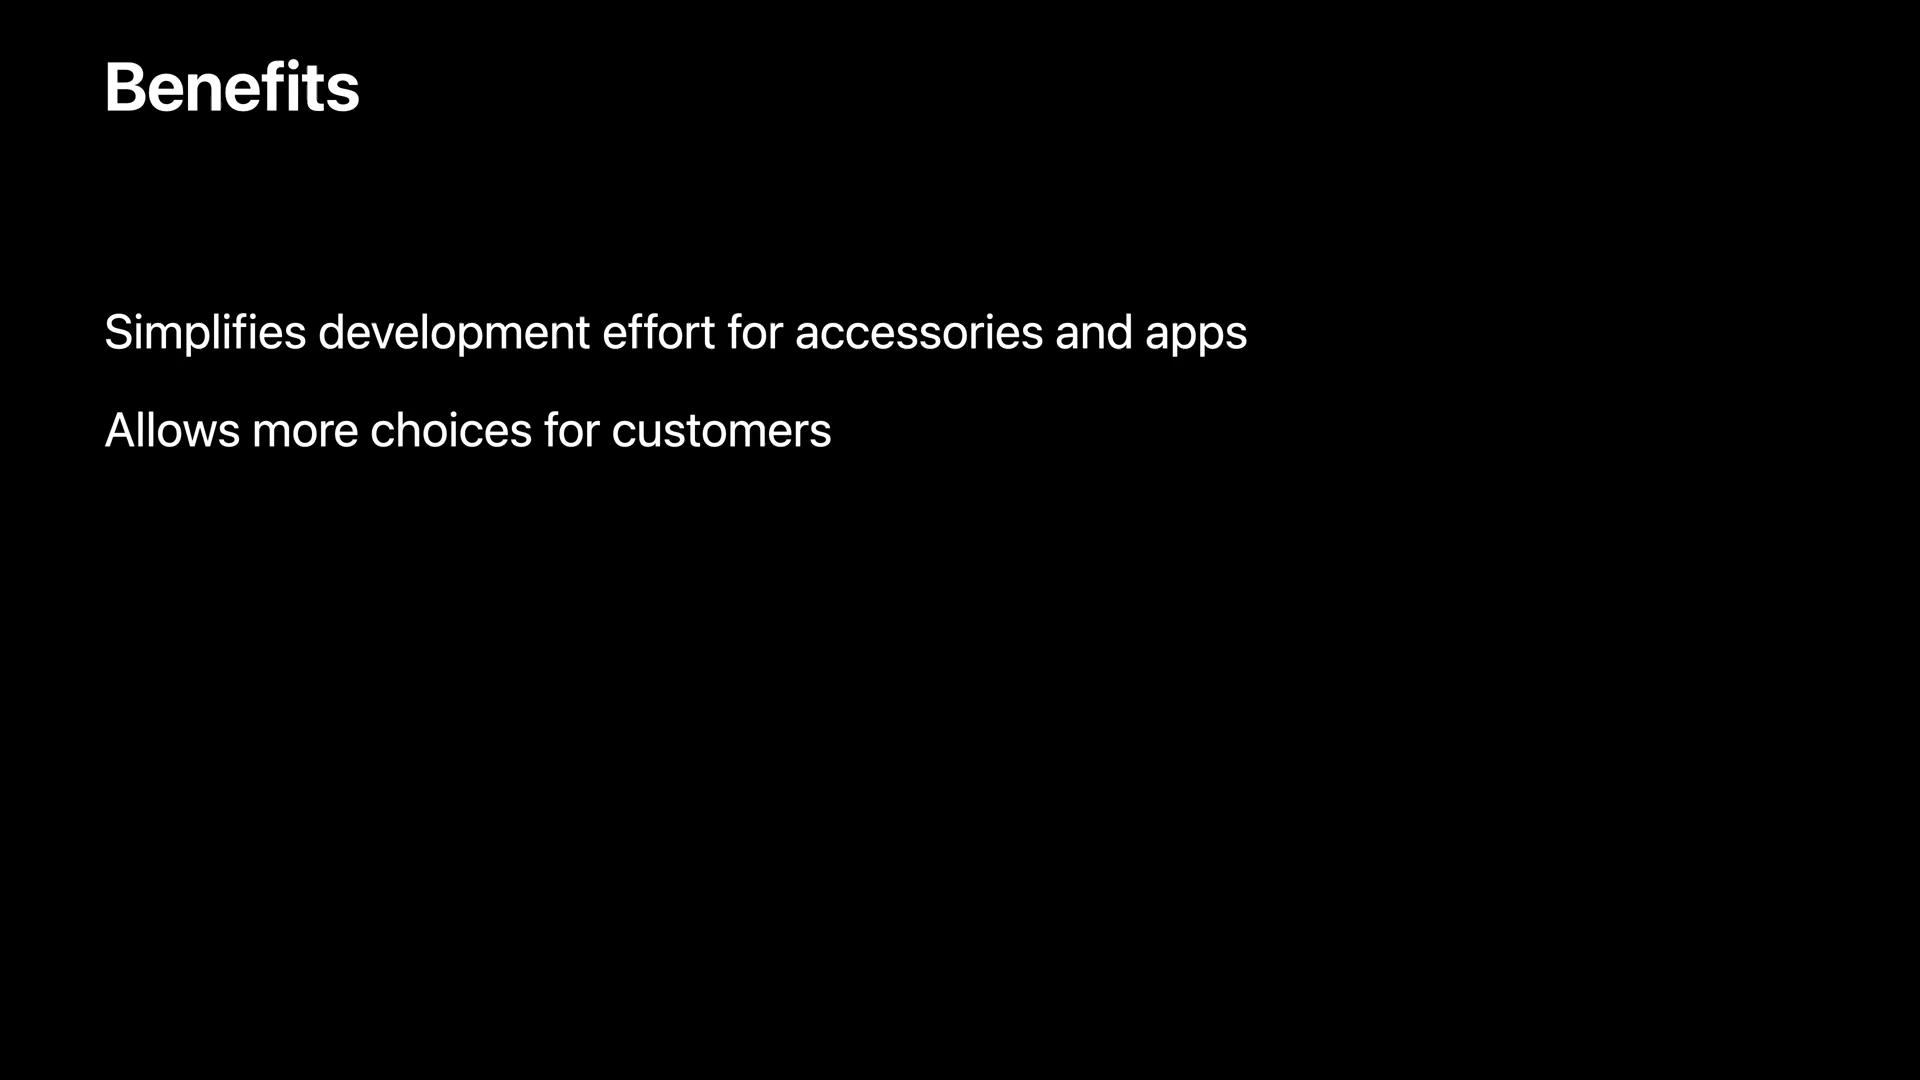 Benefits
Simplifies development effort for accessories and apps
Allows more choices for customers